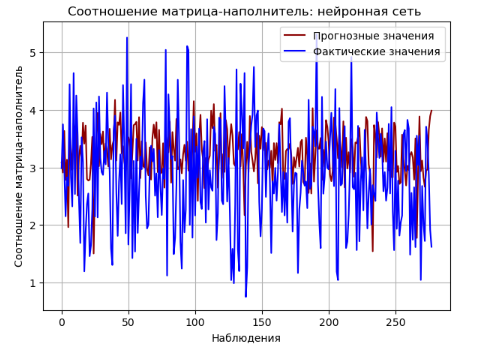 Соотношение матрица-наполнитель: нейронная сеть
Прогнозные значения
Фактические значения
Соотношение матрица-наполнитель
5
4
3
2
1
0
50
100
150
200
250
Наблюдения